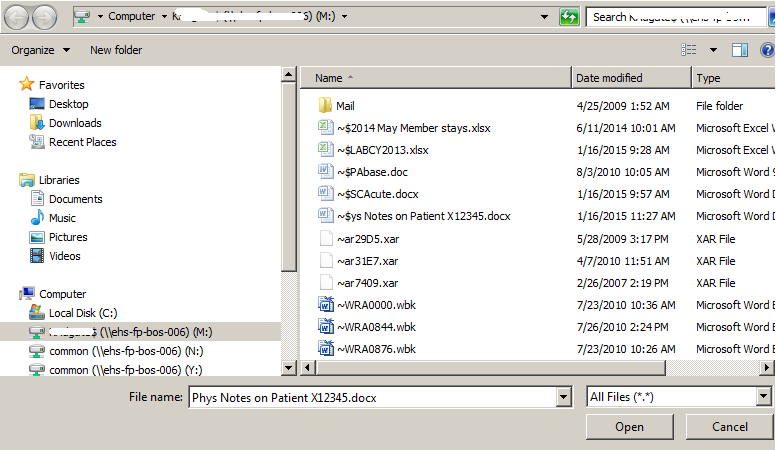 Computer (M:)
Search
Organize New folder
Favorites
Desktop
Downloads
Recent Places
Libraries
Documents
Music
Pictures
Videos
Computer
Local Disk (C:)
(\\ehs-fp-bos-006) (M:)
common (\\ehs-fp-bos-006) (N:)
common (\\ehs-fp-bos-006) (Y:)
Name Date modified Type
Mail 4/25/2009 1:52 AM File folder
~$2014 May Member stays.xlsx 6/11/2014 10:01 AM Microsoft Excel W
~$LABCY2013.xlsx 1/16/2015 9:28 AM Microsoft Excel W
~$PAbase.doc 8/3/2010 10:05 AM Microsoft Word 9
~$SCAcute.docx 1/16/2015 9:57 AM Microsoft Word D
~$ys Notes on Patient X12345.docx 1/16/2015 11:27 AM Microsoft Word D
~ar29D5.xar 5/28/2009 3:17 PM XAR File
~ar31E7.xar 4/7/2010 11:51 AM XAR File
~ar7409.xar 2/26/2007 2:19 PM XAR File
~WRA0000.wbk 7/23/2010 10:36 AM Microsoft Word B
~WRA0844.wbk 7/26/2010 2:24 PM Microsoft Word B
~WRA0876.wbk 7/23/2010 10:26 AM Microsoft Word B
File name: Phys Notes on Patient X12345.docx All Files (*.*)
Open Cancel